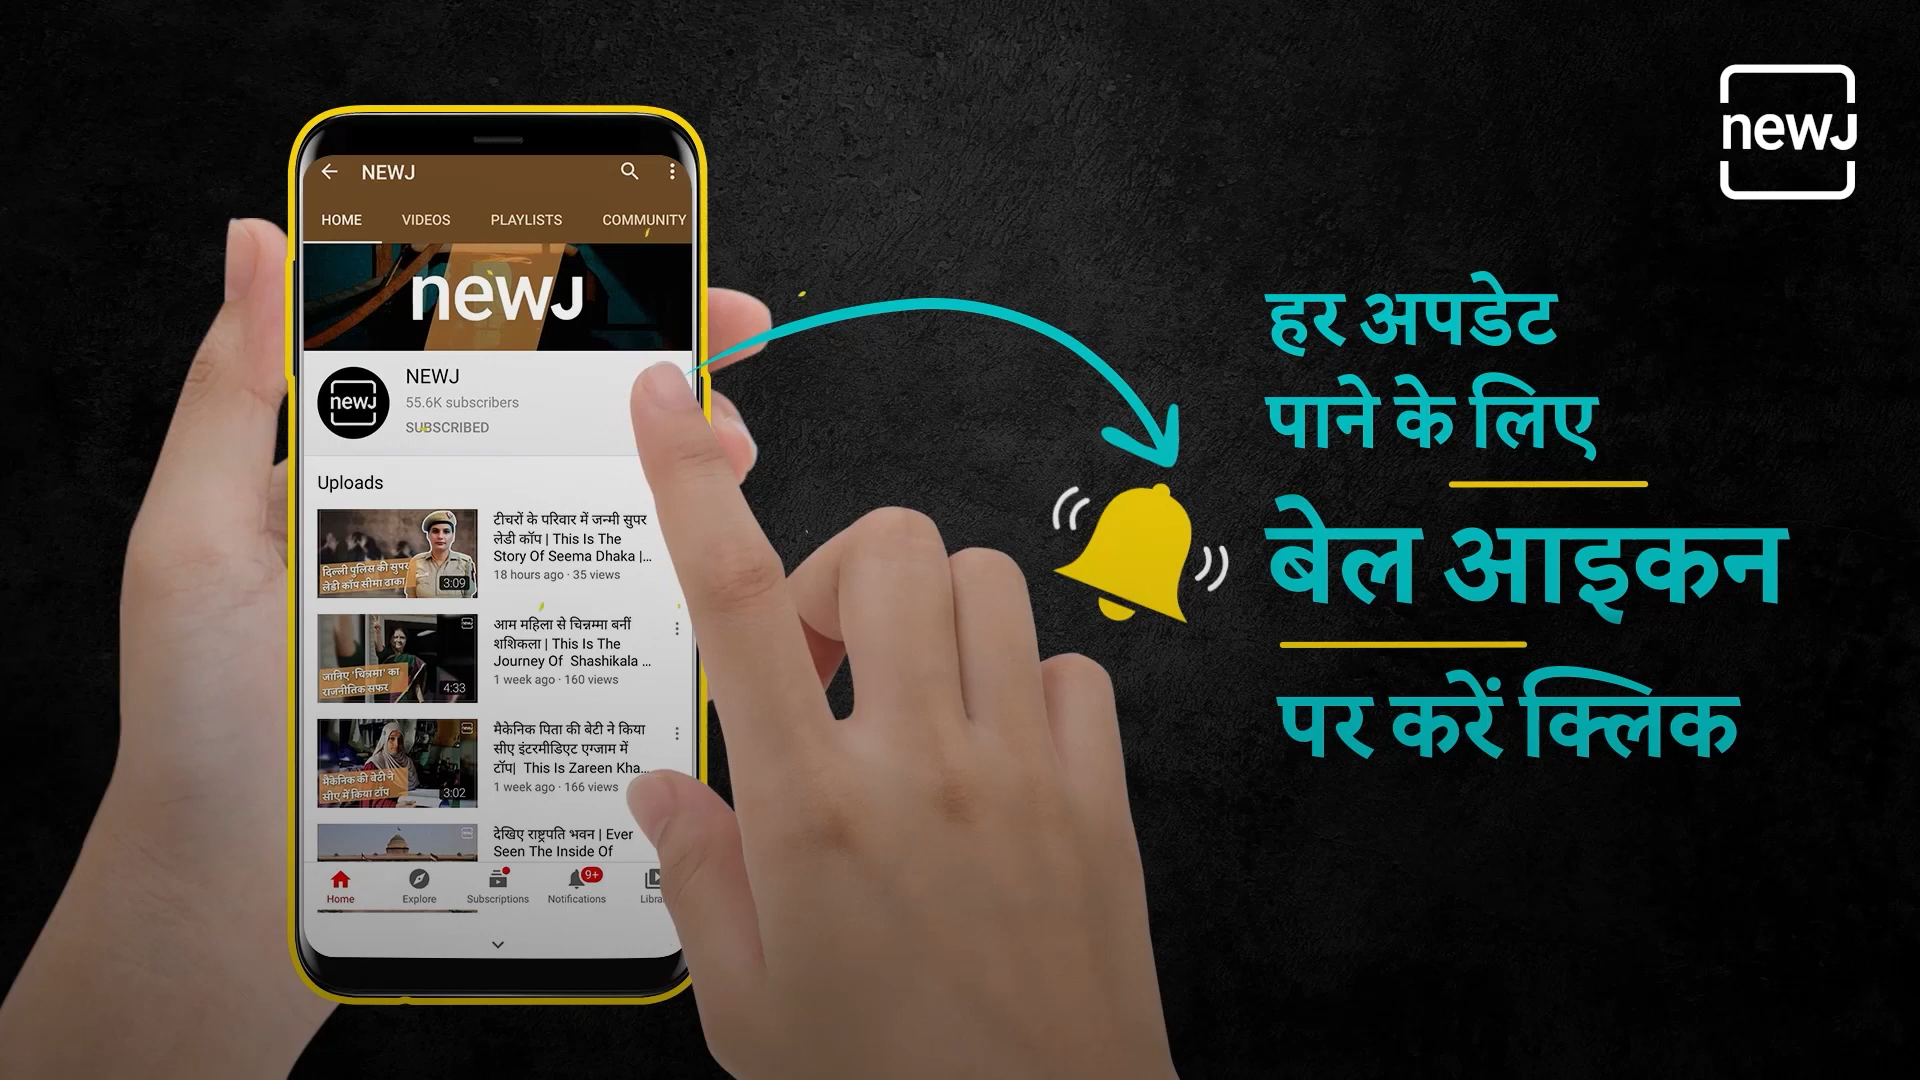 newJ
NEWJ
HOME VIDEOS PLAYLISTS COMMUNITY
newJ
newJ
NEWJ
55.6K subscribers
SUBSCRIBED
Uploads
दिल्ली पुलिस की सुपर
लेडी कॉप सीमा ढाका
3:09
टीचरों के परिवार में जन्मी सुपर
लेडी कॉप | This Is The
Story Of Seema Dhaka |...
18 hours ago · 35 views
जानिए 'चिन्नमा' का
राजनीतिक सफर
4:33
आम महिला से चिन्नम्मा बनीं
शशिकला | This Is The
Journey Of Shashikala ...
1 week ago · 160 views
मैकेनिक की बेटी ने
सीए में किया टॉप
3:02
मैकेनिक पिता की बेटी ने किया
सीए इंटरमीडिएट एग्जाम में
टॉप| This Is Zareen Kha...
1 week ago · 166 views
देखिए राष्ट्रपति भवन | Ever
Seen The Inside Of
9+
Home Explore Subscriptions Notifications Libra
हर अपडेट
पाने के लिए
बेल आइकन
पर करें क्लिक